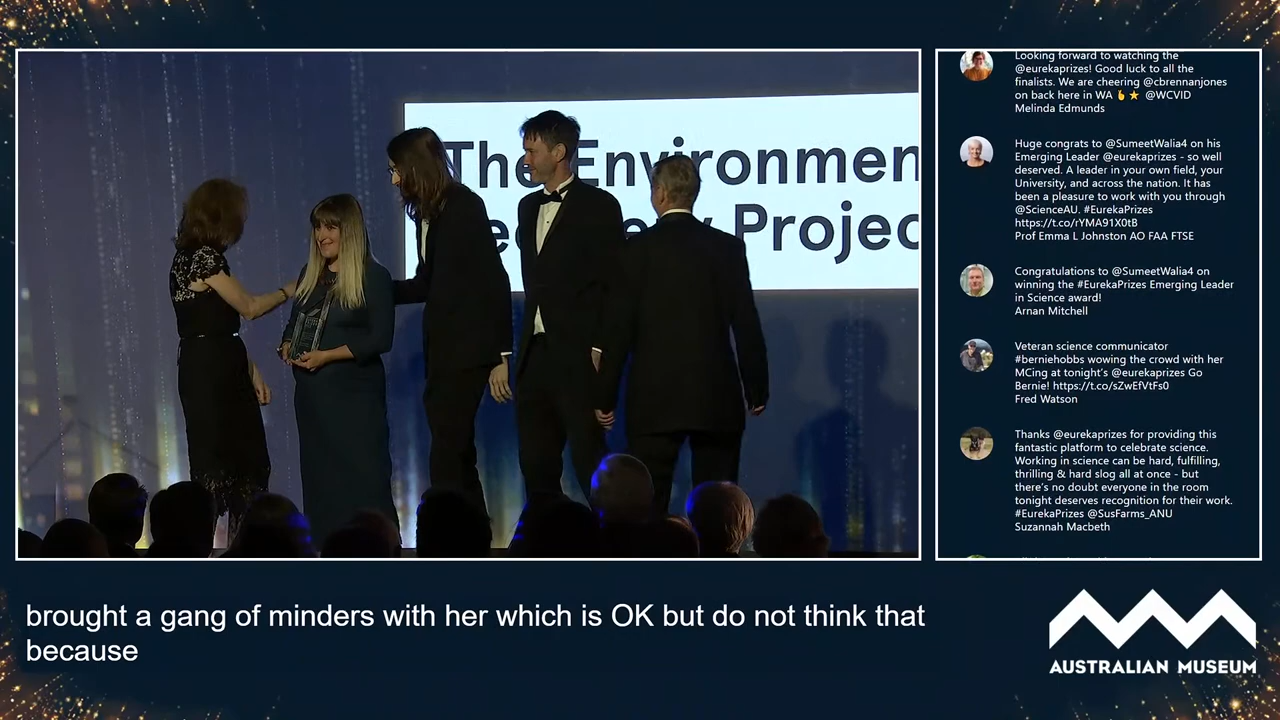 The Environmen
Projec
Looking forward to watching the
@eurekaprizes! Good luck to all the
finalists. We are cheering @cbrennanjones
on back here in WA 🤞⭐ @WCVID
Melinda Edmunds
Huge congrats to @SumeetWalia4 on his
Emerging Leader @eurekaprizes - so well
deserved. A leader in your own field, your
University, and across the nation. It has
been a pleasure to work with you through
@ScienceAU. #EurekaPrizes
https://t.co/rYMA91X0tB
Prof Emma L Johnston AO FAA FTSE
Congratulations to @SumeetWalia4 on
winning the #EurekaPrizes Emerging Leader
in Science award!
Arnan Mitchell
Veteran science communicator
#berniehobbs wowing the crowd with her
MCing at tonight's @eurekaprizes Go
Bernie! https://t.co/sZwEfVtFs0
Fred Watson
Thanks @eurekaprizes for providing this
fantastic platform to celebrate science.
Working in science can be hard, fulfilling,
thrilling & hard slog all at once - but
there's no doubt everyone in the room
tonight deserves recognition for their work.
#EurekaPrizes @SusFarms_ANU
Suzannah Macbeth
brought a gang of minders with her which is OK but do not think that
because
AUSTRALIAN MUSEUM